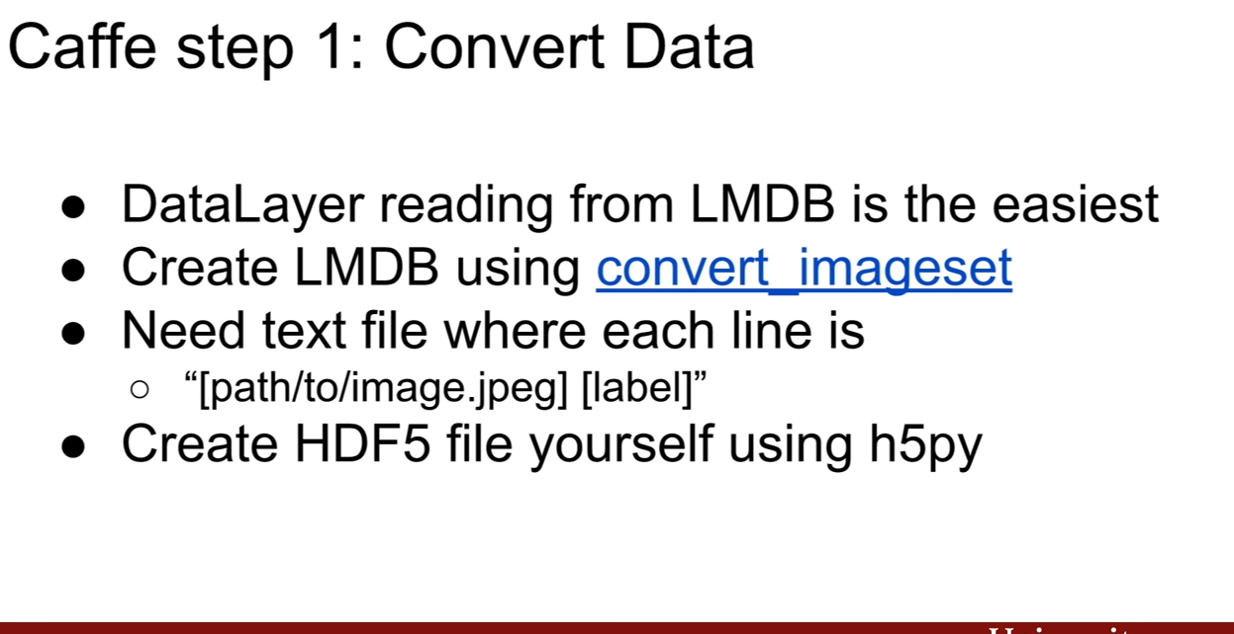 Caffe step 1: Convert Data
● DataLayer reading from LMDB is the easiest
● Create LMDB using convert_imageset
● Need text file where each line is
○ “[path/to/image.jpeg] [label]”
● Create HDF5 file yourself using h5py